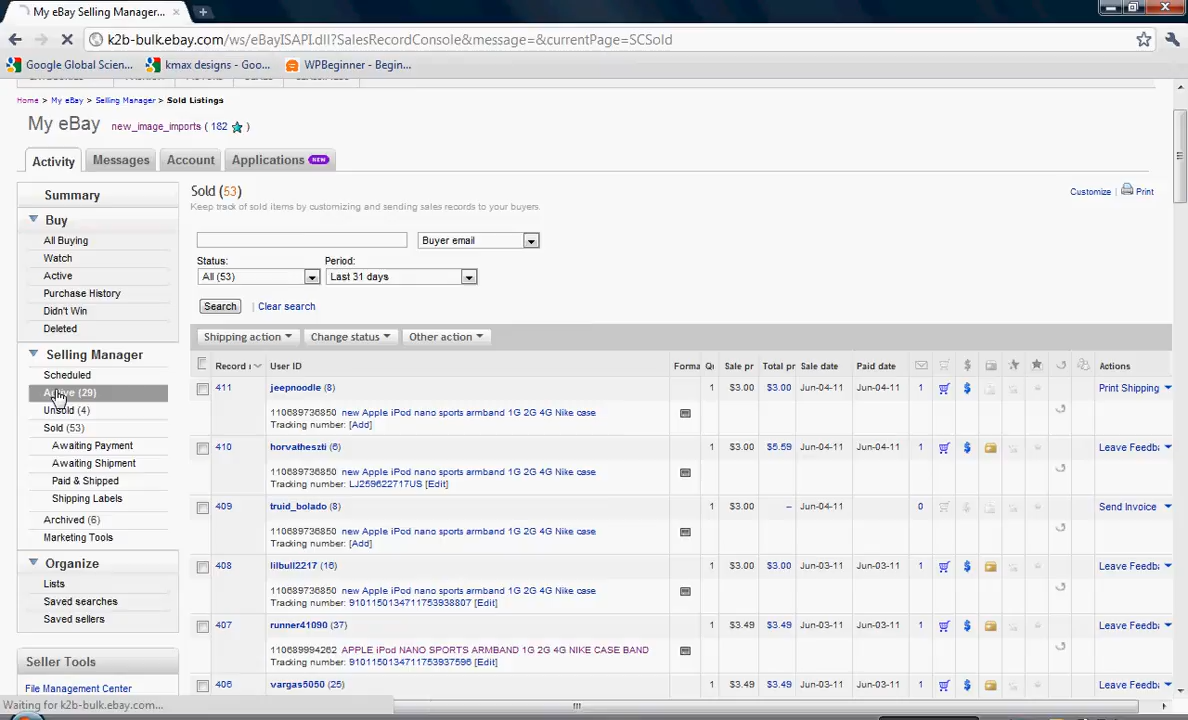 My eBay Selling Manager...
k2b-bulk.ebay.com/ws/eBayISAPI.dll?SalesRecordConsole&message=&currentPage=SCSold
Google Global Scien... kmax designs - Goo... WPBeginner - Begin...
Home > My eBay > Selling Manager > Sold Listings
My eBay new_image_imports ( 182 )
Activity Messages Account Applications NEW
Summary
Buy
All Buying
Watch
Active
Purchase History
Didn't Win
Deleted
Selling Manager
Scheduled
Active (29)
Unsold (4)
Sold (53)
Awaiting Payment
Awaiting Shipment
Paid & Shipped
Shipping Labels
Archived (6)
Marketing Tools
Organize
Lists
Saved searches
Saved sellers
Seller Tools
File Management Center
Waiting for k2b-bulk.ebay.com...
Sold (53)
Customize Print
Keep track of sold items by customizing and sending sales records to your buyers.
Buyer email
Status: Period:
All (53) Last 31 days
Search | Clear search
Shipping action Change status Other action
Record User ID Forma Sale pr Total pr Sale date Paid date Actions
411 jeepnoodle (8) 1 $3.00 $3.00 Jun-04-11 Jun-04-11 1 $ Print Shipping
110689736850 new Apple iPod nano sports armband 1G 2G 4G Nike case
Tracking number: [Add]
410 horvatheszti (6) 1 $3.00 $5.59 Jun-04-11 Jun-04-11 1 $ Leave Feedb
110689736850 new Apple iPod nano sports armband 1G 2G 4G Nike case
Tracking number: LJ259622717US [Edit]
409 truid_bolado (8) 1 $3.00 – Jun-04-11 0 $ Send Invoice
110689736850 new Apple iPod nano sports armband 1G 2G 4G Nike case
Tracking number: [Add]
408 lilbull2217 (16) 1 $3.00 $3.00 Jun-03-11 Jun-03-11 1 $ Leave Feedb
110689736850 new Apple iPod nano sports armband 1G 2G 4G Nike case
Tracking number: 9101150134711753938807 [Edit]
407 runner41090 (37) 1 $3.49 $3.49 Jun-03-11 Jun-03-11 1 $ Leave Feedb
110689994262 APPLE iPod NANO SPORTS ARMBAND 1G 2G 4G NIKE CASE BAND
Tracking number: 9101150134711753937596 [Edit]
406 vargas5050 (25) 1 $3.49 $3.49 Jun-03-11 Jun-03-11 1 $ Leave Feedb